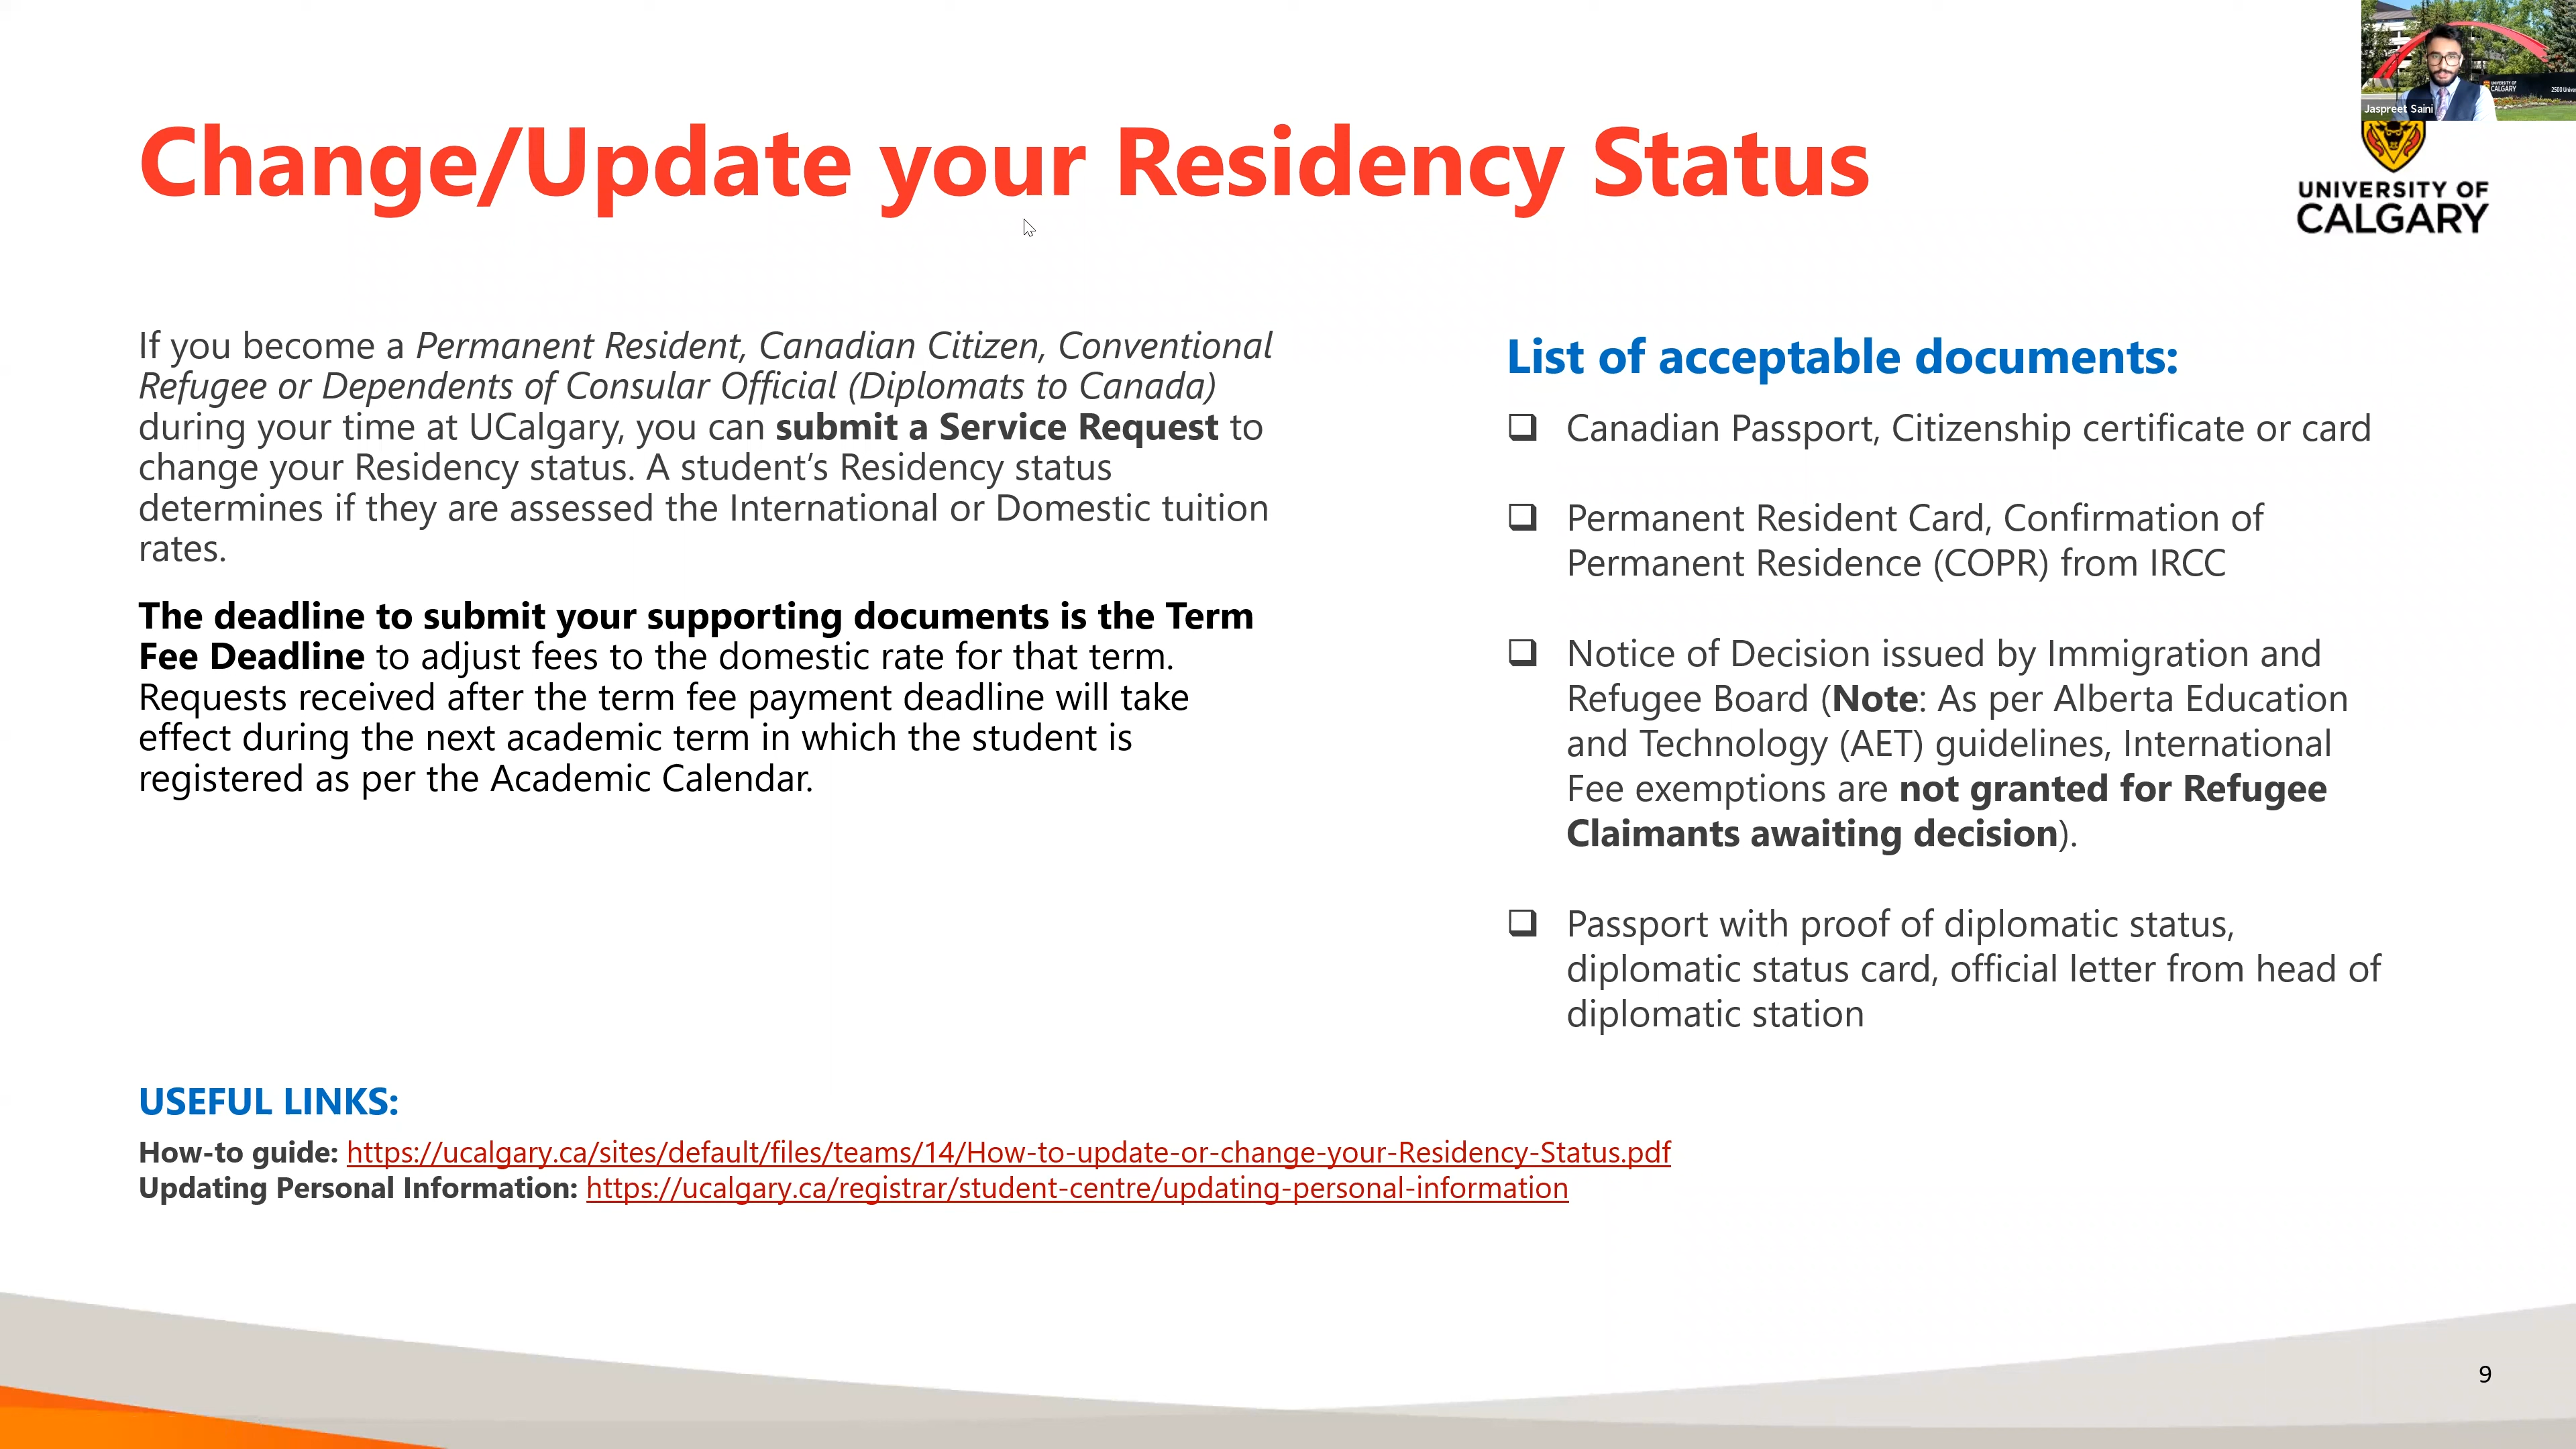 Change/Update your Residency Status
Jaspreet Saini
UNIVERSITY OF
CALGARY
UNIVERSITY OF
CALGARY
If you become a Permanent Resident, Canadian Citizen, Conventional
Refugee or Dependents of Consular Official (Diplomats to Canada)
during your time at UCalgary, you can submit a Service Request to
change your Residency status. A student’s Residency status
determines if they are assessed the International or Domestic tuition
rates.
The deadline to submit your supporting documents is the Term
Fee Deadline to adjust fees to the domestic rate for that term.
Requests received after the term fee payment deadline will take
effect during the next academic term in which the student is
registered as per the Academic Calendar.
List of acceptable documents:
❑ Canadian Passport, Citizenship certificate or card
❑ Permanent Resident Card, Confirmation of
Permanent Residence (COPR) from IRCC
❑ Notice of Decision issued by Immigration and
Refugee Board (Note: As per Alberta Education
and Technology (AET) guidelines, International
Fee exemptions are not granted for Refugee
Claimants awaiting decision).
❑ Passport with proof of diplomatic status,
diplomatic status card, official letter from head of
diplomatic station
USEFUL LINKS:
How-to guide: https://ucalgary.ca/sites/default/files/teams/14/How-to-update-or-change-your-Residency-Status.pdf
Updating Personal Information: https://ucalgary.ca/registrar/student-centre/updating-personal-information
9